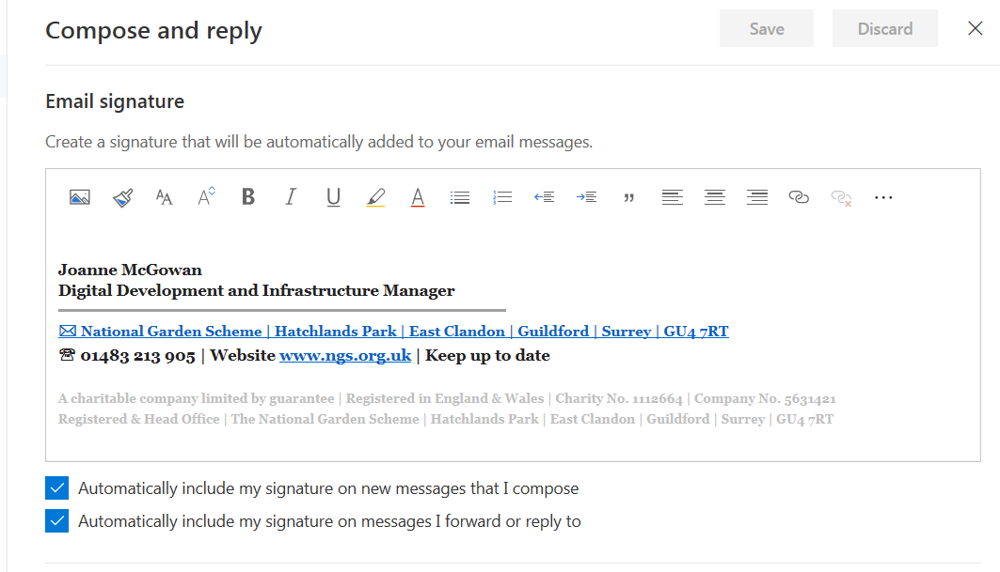 Compose and reply
Save
Discard
Email signature
Create a signature that will be automatically added to your email messages.
Joanne McGowan
Digital Development and Infrastructure Manager
✉ National Garden Scheme | Hatchlands Park | East Clandon | Guildford | Surrey | GU4 7RT
☎ 01483 213 905 | Website www.ngs.org.uk | Keep up to date
A charitable company limited by guarantee | Registered in England & Wales | Charity No. 1112664 | Company No. 5631421
Registered & Head Office | The National Garden Scheme | Hatchlands Park | East Clandon | Guildford | Surrey | GU4 7RT
Automatically include my signature on new messages that I compose
Automatically include my signature on messages I forward or reply to